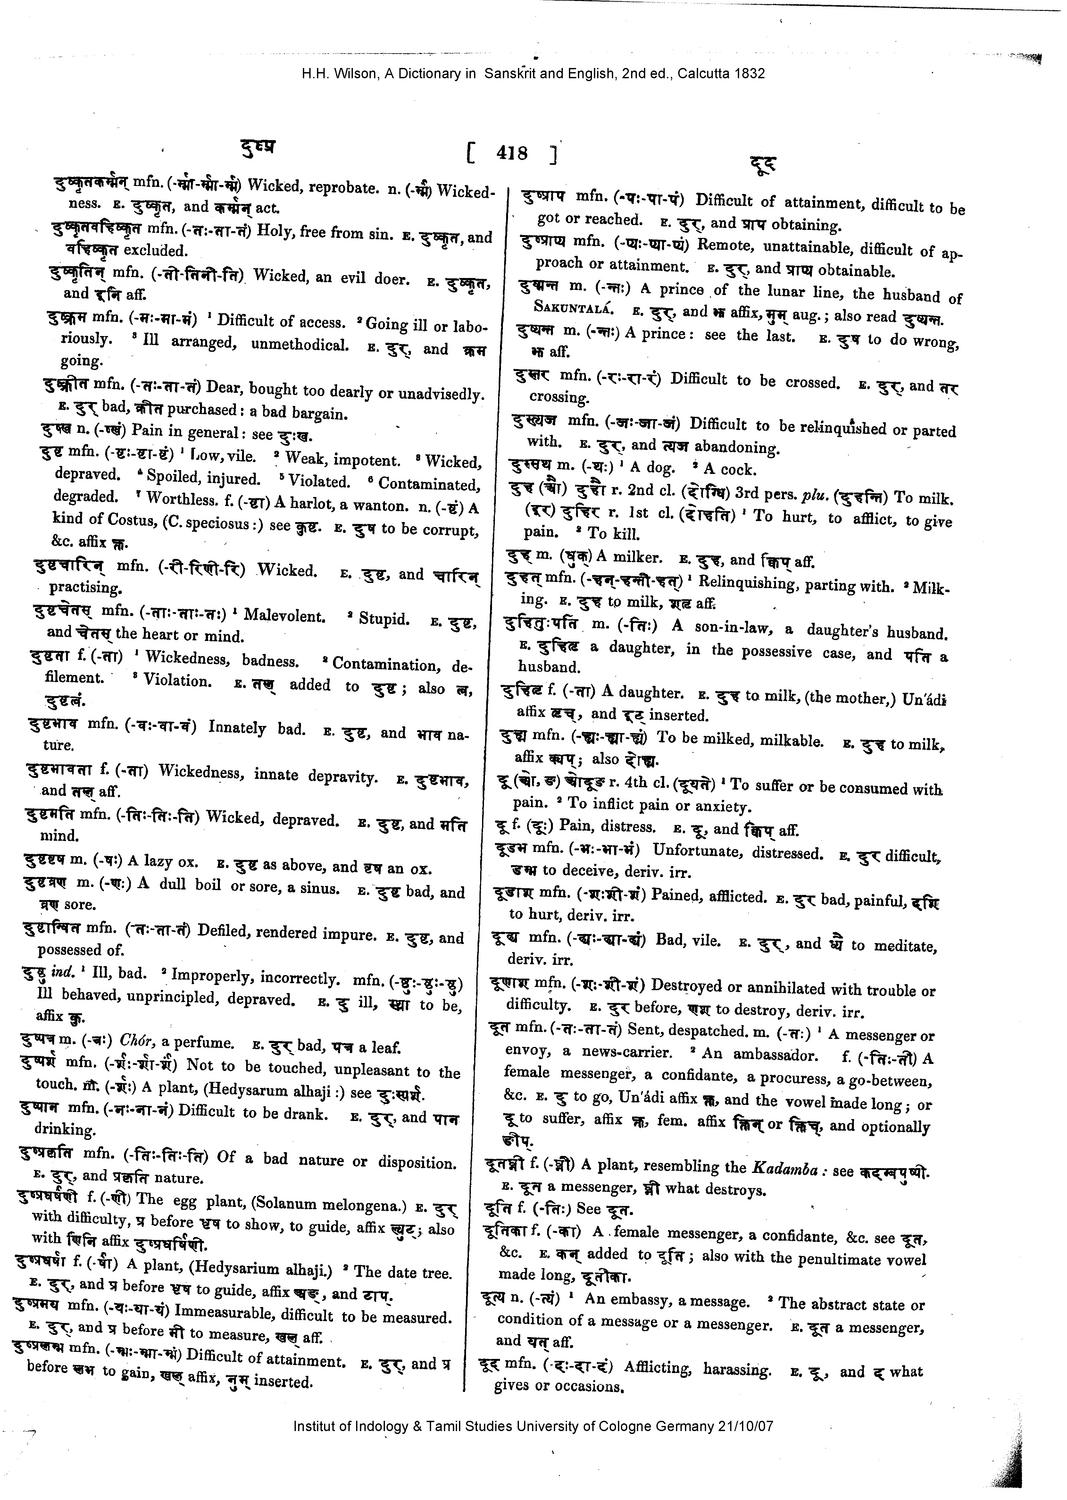 H.H. Wilson, A Dictionary in Sanskrit and English, 2nd ed., Calcutta 1832
दुष्प्र [ 418 ] दूद
दुष्कृतकर्म्मन् mfn. (-र्म्मा-र्म्मा-र्म्म) Wicked, reprobate. n. (-र्म्म) Wicked-
ness. E. दुष्कृत, and कर्म्मन् act.
दुष्कृतवहिष्कृत mfn. (-तः-ता-तं) Holy, free from sin. E. दुष्कृत, and
वहिष्कृत excluded.
दुष्कृतिन् mfn. (-ती-तिनी-ति) Wicked, an evil doer. E. दुष्कृत,
and इनि aff.
दुष्क्रम mfn. (-मः-मा-मं) ¹ Difficult of access. ² Going ill or labo-
riously. ³ Ill arranged, unmethodical. E. दुर्, and क्रम
going.
दुष्क्रीत mfn. (-तः-ता-तं) Dear, bought too dearly or unadvisedly.
E. दुर् bad, क्रीत purchased: a bad bargain.
दुष्ख n. (-ष्खं) Pain in general: see दुःख.
दुष्ट mfn. (-ष्टः-ष्टा-ष्टं) ¹ Low, vile. ² Weak, impotent. ³ Wicked,
depraved. ⁴ Spoiled, injured. ⁵ Violated. ⁶ Contaminated,
degraded. ⁷ Worthless. f. (-ष्टा) A harlot, a wanton. n. (-ष्टं) A
kind of Costus, (C. speciosus:) see कुष्ठ. E. दुष to be corrupt,
&c. affix क्त.
दुष्टचारिन् mfn. (-री-रिणी-रि) Wicked. E. दुष्ट, and चारिन्
practising.
दुष्टचेतस् mfn. (-ताः-ताः-तः) ¹ Malevolent. ² Stupid. E. दुष्ट,
and चेतस् the heart or mind.
दुष्टता f. (-ता) ¹ Wickedness, badness. ² Contamination, de-
filement. ³ Violation. E. तल् added to दुष्ट; also त्व,
दुष्टत्वं.
दुष्टभाव mfn. (-वः-वा-वं) Innately bad. E. दुष्ट, and भाव na-
ture.
दुष्टभावता f. (-ता) Wickedness, innate depravity. E. दुष्टभाव,
and तल् aff.
दुष्टमति mfn. (-तिः-तिः-ति) Wicked, depraved. E. दुष्ट, and मति
mind.
दुष्टवृष m. (-षः) A lazy ox. E. दुष्ट as above, and वृष an ox.
दुष्टव्रण m. (-णः) A dull boil or sore, a sinus. E. दुष्ट bad, and
व्रण sore.
दुष्टान्वित mfn. (-तः-ता-तं) Defiled, rendered impure. E. दुष्ट, and
possessed of.
दुष्ठु ind. ¹ Ill, bad. ² Improperly, incorrectly. mfn. (-ष्ठुः-ष्ठुः-ष्ठु)
Ill behaved, unprincipled, depraved. E. दु ill, स्था to be,
affix कु.
दुष्पत्र m. (-त्रः) Chór, a perfume. E. दुर् bad, पत्र a leaf.
दुष्पर्श mfn. (-र्शः-र्शा-र्शं) Not to be touched, unpleasant to the
touch. m. (-र्शः) A plant, (Hedysarum alhaji:) see दुःस्पर्श.
दुष्पान mfn. (-नः-ना-नं) Difficult to be drank. E. दुर्, and पान
drinking.
दुष्प्रकृति mfn. (-तिः-तिः-ति) Of a bad nature or disposition.
E. दुर्, and प्रकृति nature.
दुष्प्रधर्षणी f. (-णी) The egg plant, (Solanum melongena.) E. दुर्
with difficulty, प्र before धृष to show, to guide, affix ल्युट्; also
with णिनि affix दुष्प्रधर्षिणी.
दुष्प्रधर्षा f. (-र्षा) A plant, (Hedysarium alhaji.) ² The date tree.
E. दुर्, and प्र before धृष to guide, affix अङ्, and टाप्.
दुष्प्रमय mfn. (-यः-या-यं) Immeasurable, difficult to be measured.
E. दुर्, and प्र before मी to measure, खल् aff.
दुष्प्रलम्भ mfn. (-म्भः-म्भा-म्भं) Difficult of attainment. E. दुर्, and प्र
before लभ to gain, खल् affix, नुम् inserted.
दुष्प्राप mfn. (-पः-पा-पं) Difficult of attainment, difficult to be
got or reached. E. दुर्, and प्राप obtaining.
दुष्प्राप्य mfn. (-प्यः-प्या-प्यं) Remote, unattainable, difficult of ap-
proach or attainment. E. दुर्, and प्राप्य obtainable.
दुष्मन्त m. (-न्तः) A prince of the lunar line, the husband of
SAKUNTALÁ. E. दुर्, and झ affix, मुम् aug.; also read दुष्यन्त.
दुष्यन्त m. (-न्तः) A prince: see the last. E. दुष to do wrong,
झ aff.
दुस्तर mfn. (-रः-रा-रं) Difficult to be crossed. E. दुर्, and तर
crossing.
दुस्त्यज mfn. (-जः-जा-जं) Difficult to be relinquished or parted
with. E. दुर्, and त्यज abandoning.
दुस्सथ m. (-थः) ¹ A dog. ² A cock.
दुह (औ) दुहौ r. 2nd cl. (दोग्धि) 3rd pers. plu. (दुहन्ति) To milk.
(इर) दुहिर r. 1st cl. (दोहति) ¹ To hurt, to afflict, to give
pain. ² To kill.
दुह् m. (धुक्) A milker. E. दुह, and क्विप् aff.
दुहत् mfn. (-हन्-हन्ती-हत्) ¹ Relinquishing, parting with. ² Milk-
ing. E. दुह to milk, शतृ aff.
दुहितुःपति m. (-तिः) A son-in-law, a daughter's husband.
E. दुहितृ a daughter, in the possessive case, and पति a
husband.
दुहितृ f. (-ता) A daughter. E. दुह to milk, (the mother,) Un'ádi
affix तृच्, and इट् inserted.
दुह्य mfn. (-ह्यः-ह्या-ह्यं) To be milked, milkable. E. दुह to milk,
affix क्यप्; also दोह्य.
दू (ओ, ङ) ओदूङ r. 4th cl. (दूयते) ¹ To suffer or be consumed with
pain. ² To inflict pain or anxiety.
दू f. (दूः) Pain, distress. E. दू, and क्विप् aff.
दूडभ mfn. (-भः-भा-भं) Unfortunate, distressed. E. दुर् difficult,
दम्भ to deceive, deriv. irr.
दूडाश mfn. (-शः-शी-शं) Pained, afflicted. E. दुर् bad, painful, दशि
to hurt, deriv. irr.
दूढ्य mfn. (-ढ्यः-ढ्या-ढ्यं) Bad, vile. E. दुर्, and ध्यै to meditate,
deriv. irr.
दूणाश mfn. (-शः-शी-शं) Destroyed or annihilated with trouble or
difficulty. E. दुर् before, णश to destroy, deriv. irr.
दूत mfn. (-तः-ता-तं) Sent, despatched. m. (-तः) ¹ A messenger or
envoy, a news-carrier. ² An ambassador. f. (-तिः-ती) A
female messenger, a confidante, a procuress, a go-between,
&c. E. दु to go, Un'ádi affix क्त, and the vowel made long; or
दू to suffer, affix क्त, fem. affix क्तिन् or क्तिच्, and optionally
ङीप्.
दूतघ्नी f. (-घ्नी) A plant, resembling the Kadamba: see कदम्बपुष्पी.
E. दूत a messenger, घ्नी what destroys.
दूति f. (-तिः) See दूत.
दूतिका f. (-का) A female messenger, a confidante, &c. see दूत,
&c. E. कन् added to दूति; also with the penultimate vowel
made long, दूतीका.
दूत्य n. (-त्यं) ¹ An embassy, a message. ² The abstract state or
condition of a message or a messenger. E. दूत a messenger,
and यत् aff.
दूद mfn. (-दः-दा-दं) Afflicting, harassing. E. दू, and द what
gives or occasions.
Institut of Indology & Tamil Studies University of Cologne Germany 21/10/07